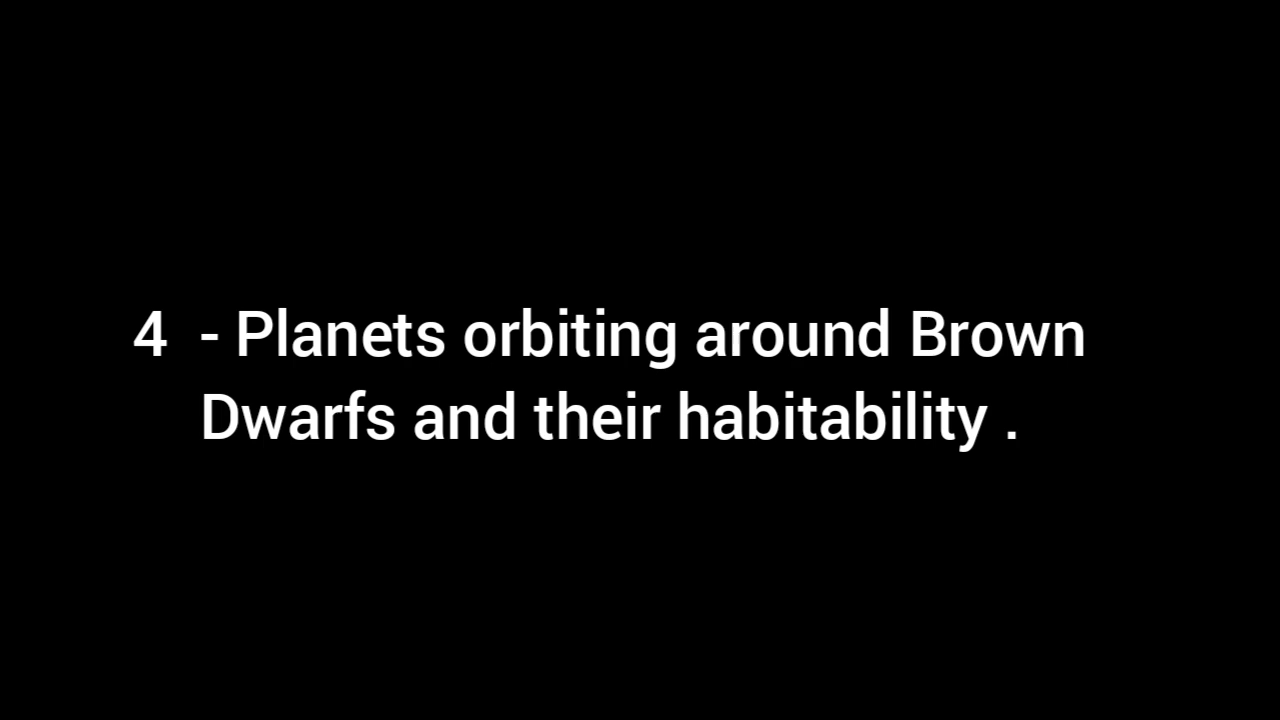 4 - Planets orbiting around Brown
Dwarfs and their habitability .